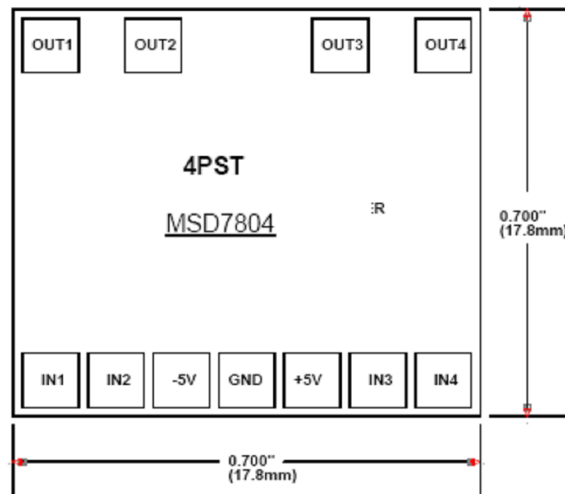 OUT1 OUT2 OUT3 OUT4
4PST
MSD7804
:R
0.700"
(17.8mm)
IN1 IN2 -5V GND +5V IN3 IN4
0.700"
(17.8mm)